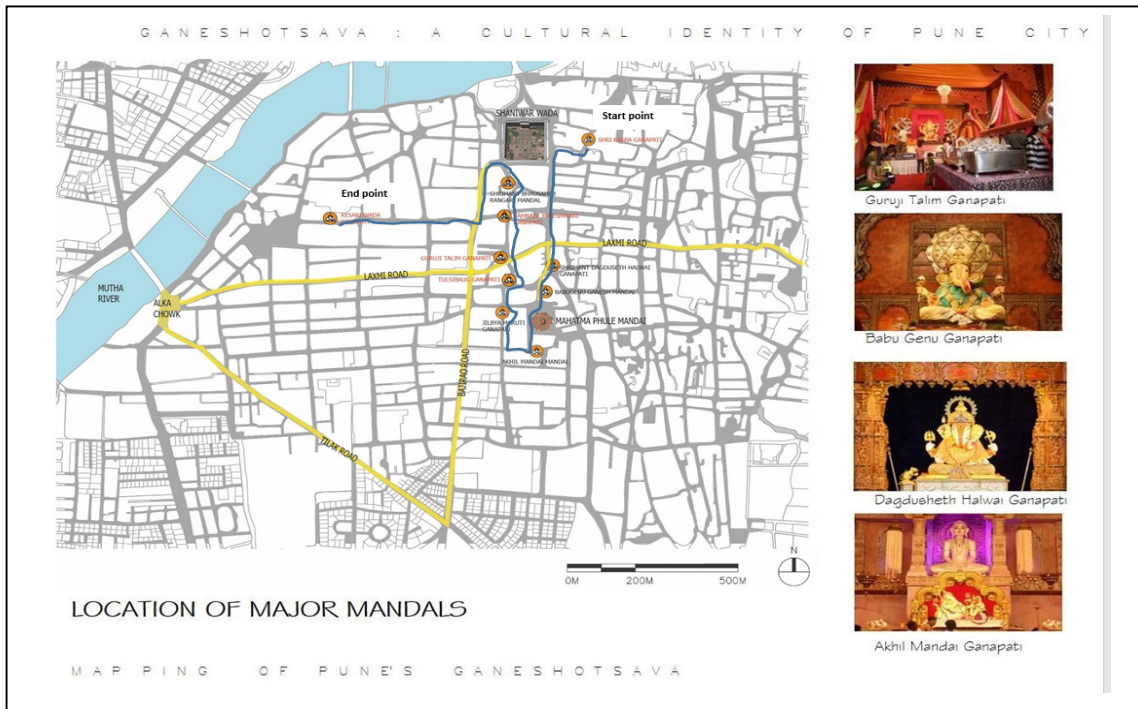 GANESHOTSAVA : A CULTURAL IDENTITY OF PUNE CITY
SHANIWAR WADA
Start point
SHRI KASBA GANAPATI
End point
KESARI WADA
SHRIMANT BHAUSAHEB
RANGARI MANDAL
LAXMI ROAD
GURUJI TALIM GANAPATI
SHRIMANT DAGDUSETH HALWAI
GANAPATI
LAXMI ROAD
TULSIBAUG GANAPATI
BABU GENU GANESH MANDAL
MUTHA
RIVER
ALKA
CHOWK
JILBYA MARUTI
GANAPATI
MAHATMA PHULE MANDAI
AKHIL MANDAI MANDAL
BAJIRAO ROAD
TILAK ROAD
N
0M 200M 500M
LOCATION OF MAJOR MANDALS
MAPPING OF PUNE'S GANESHOTSAVA
Guruji Talim Ganapati
Babu Genu Ganapati
Dagdusheth Halwai Ganapati
Akhil Mandai Ganapati